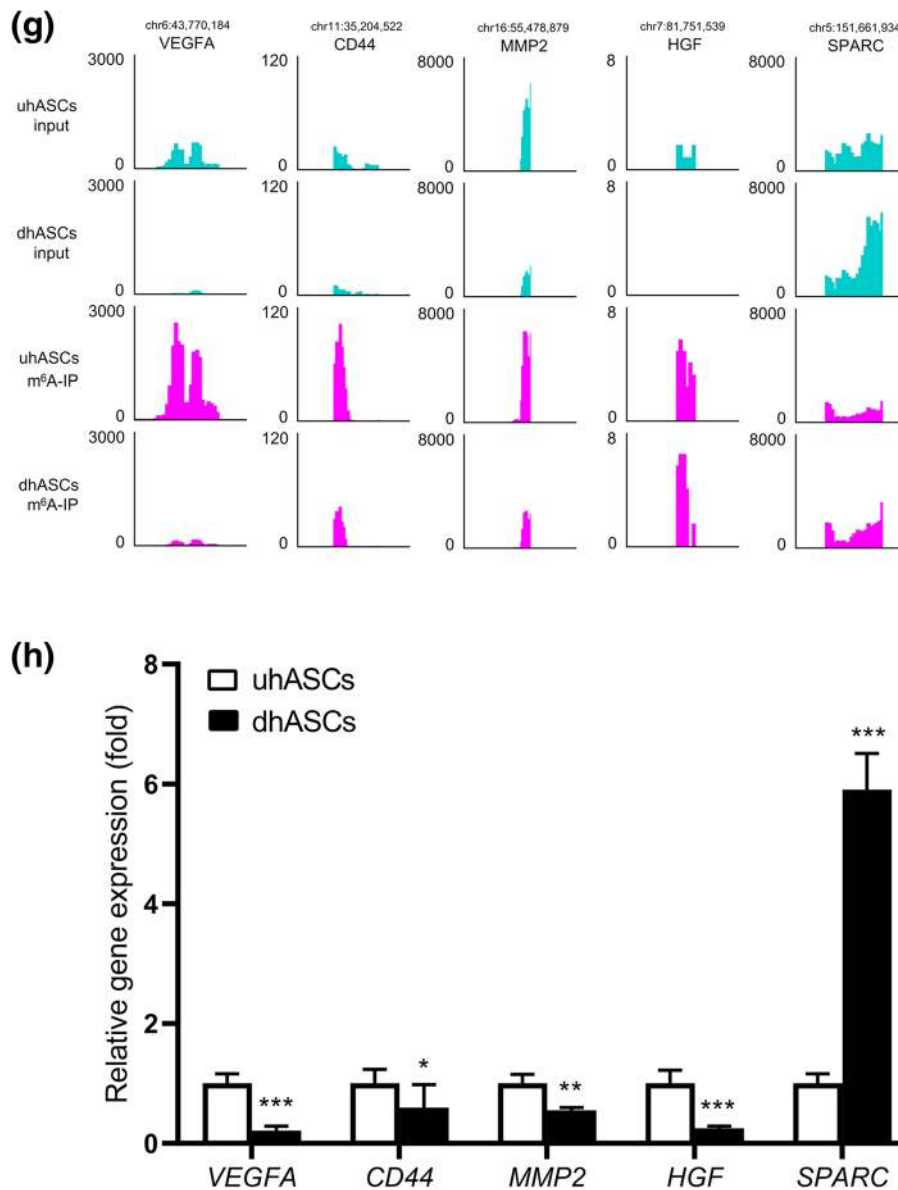 (g)
chr6:43,770,184 chr11:35,204,522 chr16:55,478,879 chr7:81,751,539 chr5:151,661,934
VEGFA CD44 MMP2 HGF SPARC
3000 120 8000 8 8000
uhASCs
input
0 0 0 0 0
3000 120 8000 8 8000
dhASCs
input
0 0 0 0 0
3000 120 8000 8 8000
uhASCs
m⁶A-IP
0 0 0 0 0
3000 120 8000 8 8000
dhASCs
m⁶A-IP
0 0 0 0 0
(h)
Relative gene expression (fold)
8
uhASCs
dhASCs
***
6
4
2
*** * ** ***
0
VEGFA CD44 MMP2 HGF SPARC